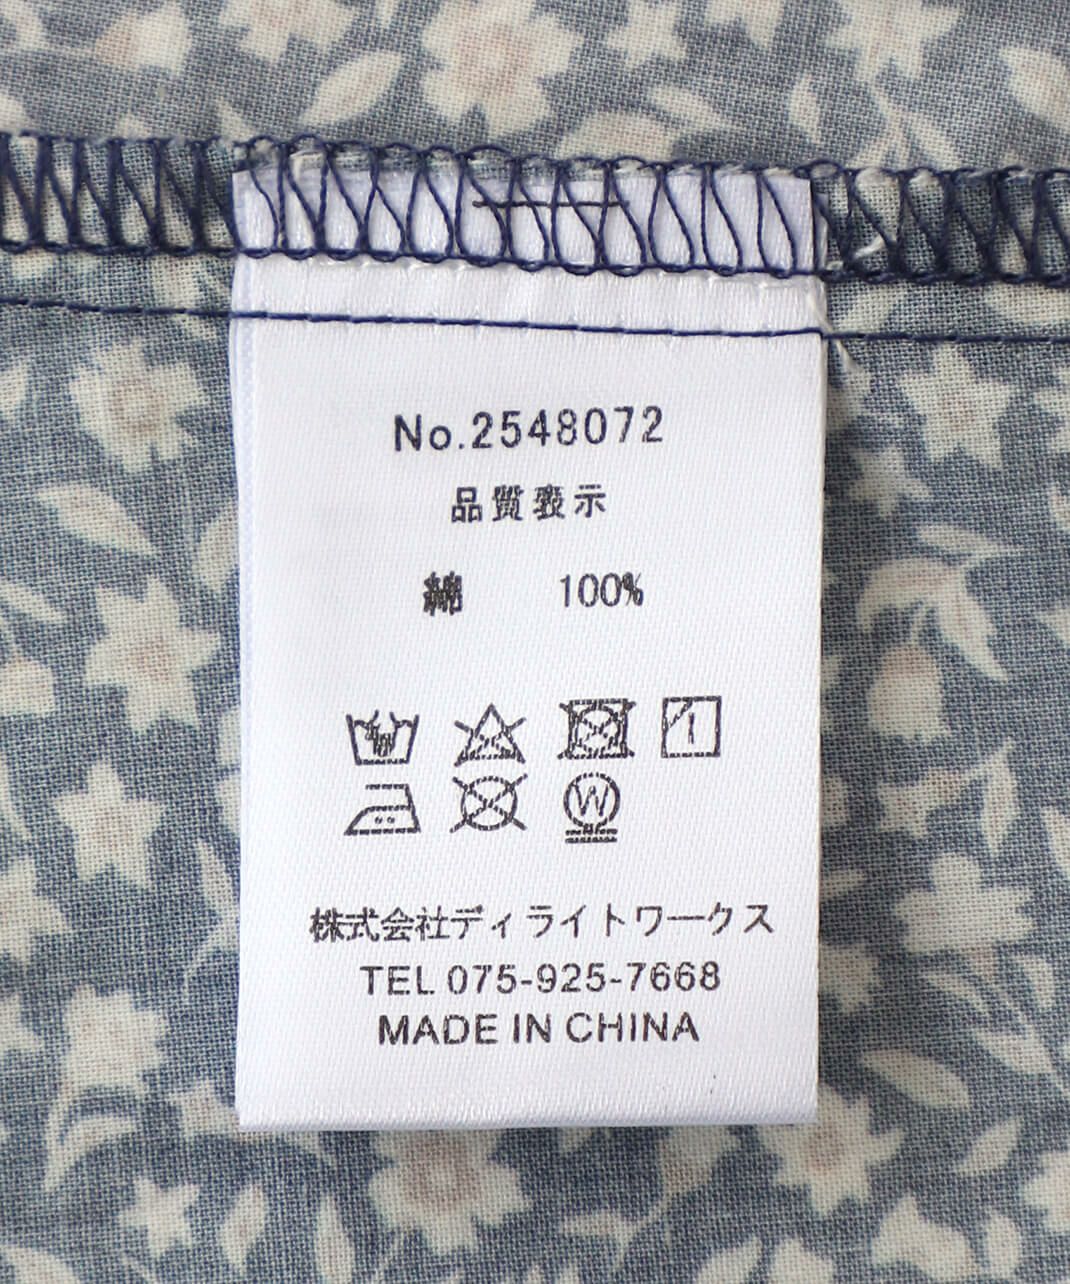 No.2548072
品質表示
綿 100%
W
株式会社ディライトワークス
TEL 075-925-7668
MADE IN CHINA